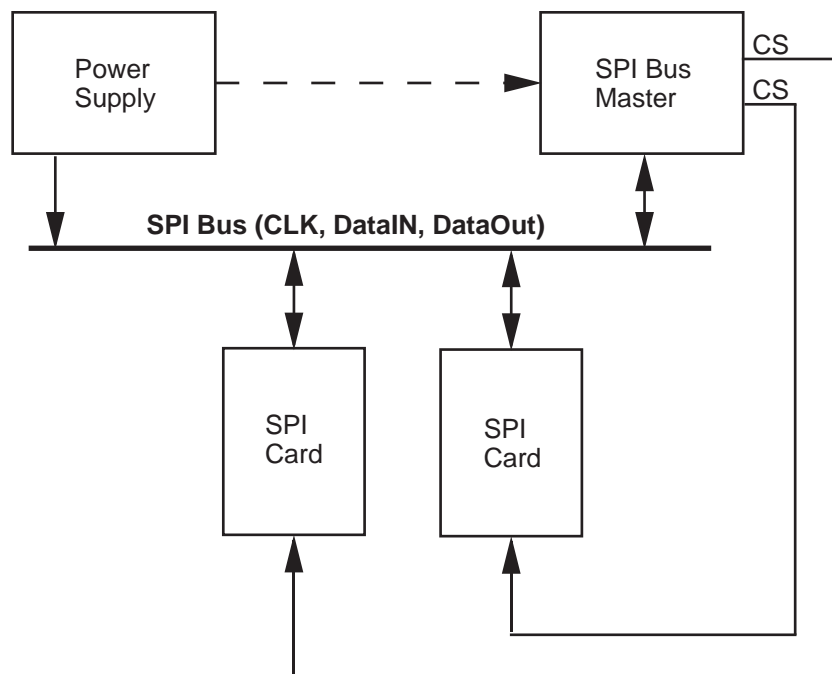 Power
Supply
SPI Bus
Master
CS
CS
SPI Bus (CLK, DataIN, DataOut)
SPI
Card
SPI
Card